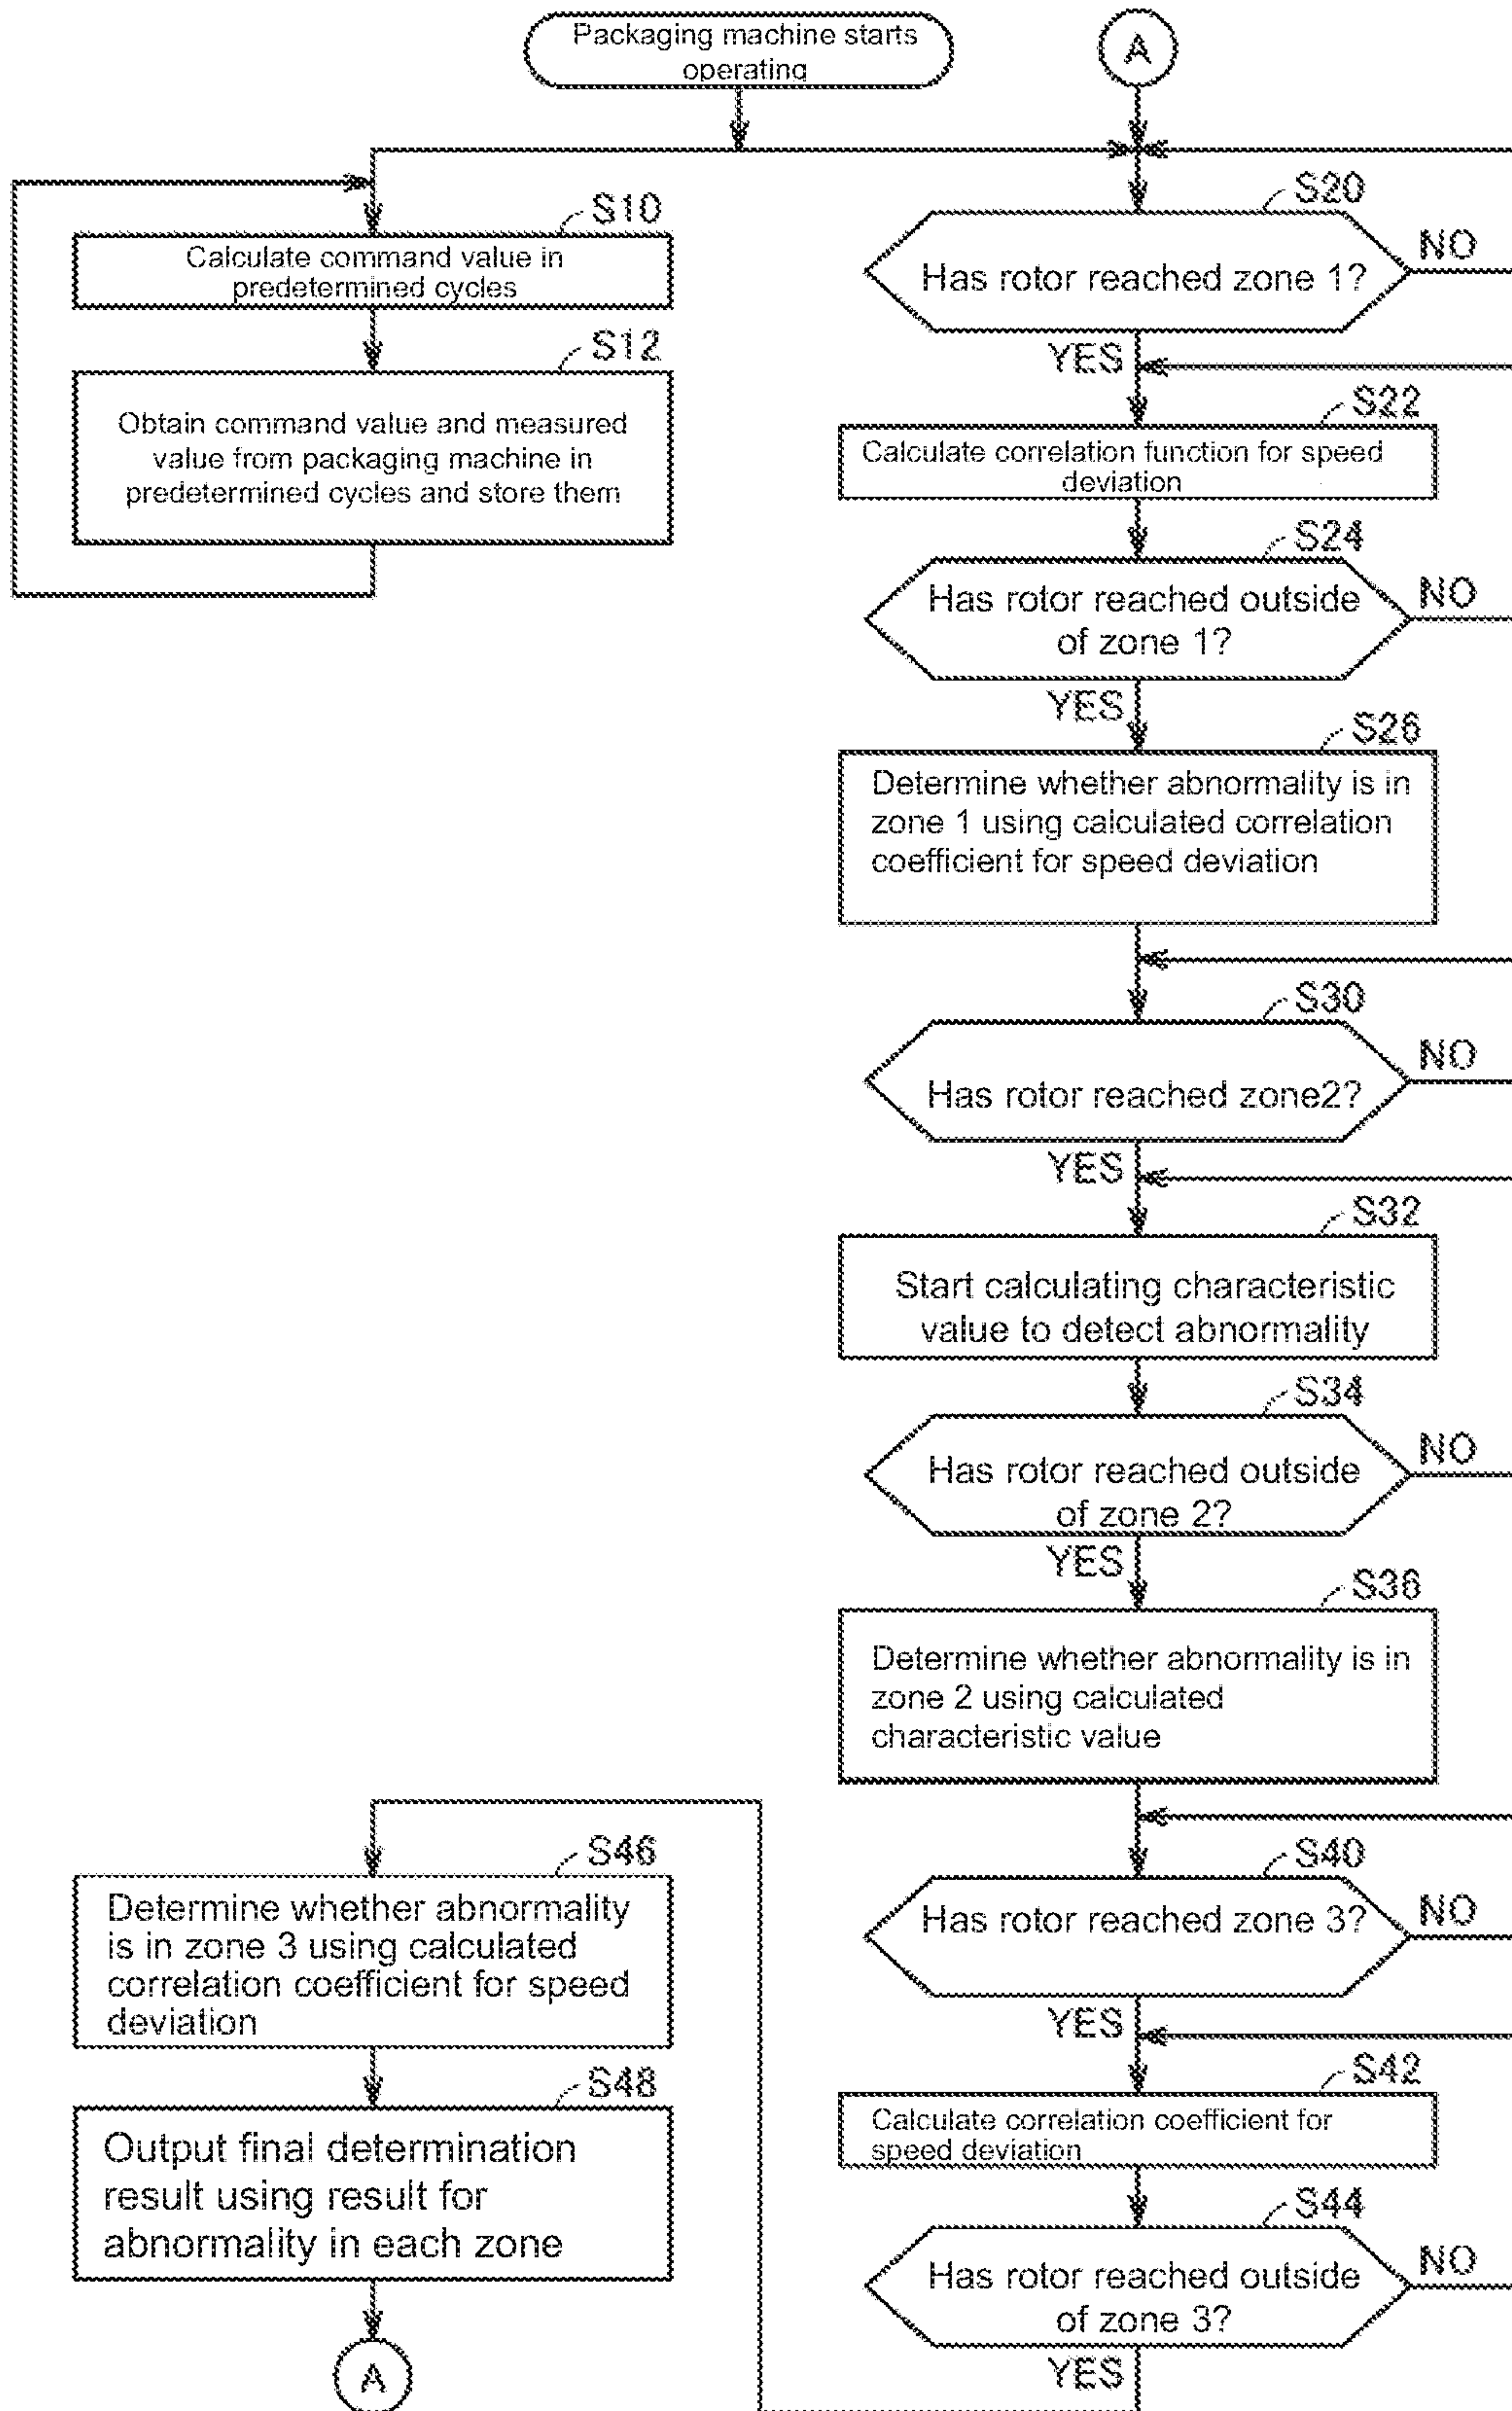 Packaging machine starts
operating
A
S10
Calculate command value in
predetermined cycles
S12
Obtain command value and measured
value from packaging machine in
predetermined cycles and store them
S20
Has rotor reached zone 1?
NO
YES
S22
Calculate correlation function for speed
deviation
S24
Has rotor reached outside
of zone 1?
NO
YES
S26
Determine whether abnormality is in
zone 1 using calculated correlation
coefficient for speed deviation
S30
Has rotor reached zone2?
NO
YES
S32
Start calculating characteristic
value to detect abnormality
S34
Has rotor reached outside
of zone 2?
NO
YES
S36
Determine whether abnormality is in
zone 2 using calculated
characteristic value
S40
Has rotor reached zone 3?
NO
YES
S42
Calculate correlation coefficient for
speed deviation
S44
Has rotor reached outside
of zone 3?
NO
YES
S46
Determine whether abnormality
is in zone 3 using calculated
correlation coefficient for speed
deviation
S48
Output final determination
result using result for
abnormality in each zone
A